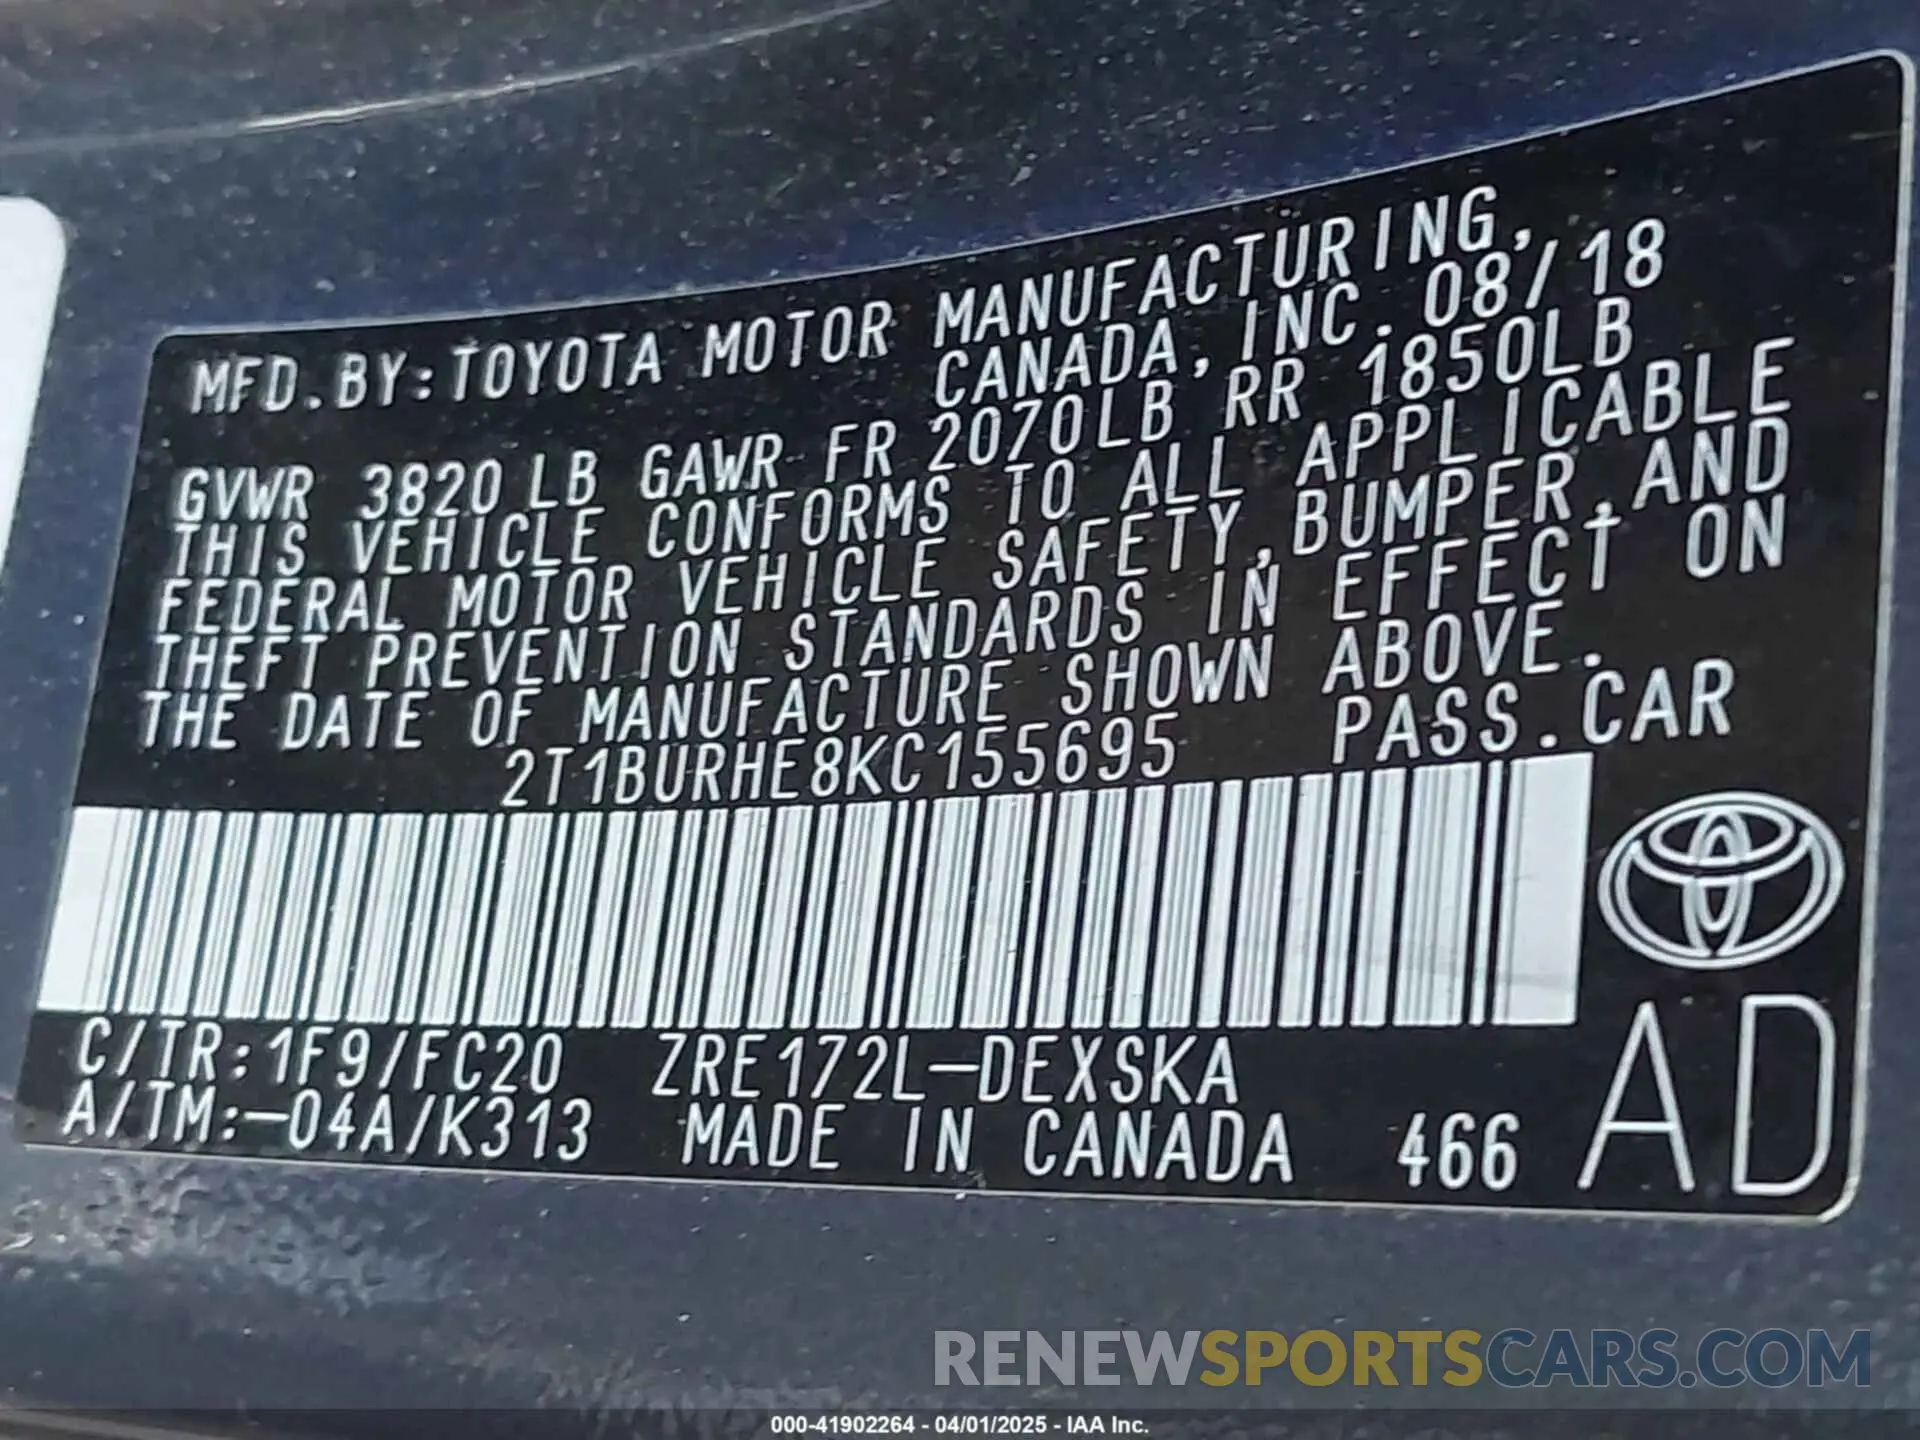 MFD.BY:TOYOTA MOTOR MANUFACTURING,
CANADA,INC. 08/18
GVWR 3820 LB GAWR FR 2070LB RR 1850LB
THIS VEHICLE CONFORMS TO ALL APPLICABLE
FEDERAL MOTOR VEHICLE SAFETY,BUMPER,AND
THEFT PREVENTION STANDARDS IN EFFECT ON
THE DATE OF MANUFACTURE SHOWN ABOVE.
2T1BURHE8KC155695 PASS.CAR
C/TR:1F9/FC20 ZRE172L-DEXSKA
A/TM:-04A/K313 MADE IN CANADA 466 AD
RENEWSPORTSCARS.COM
000-41902264 - 04/01/2025 - IAA Inc.